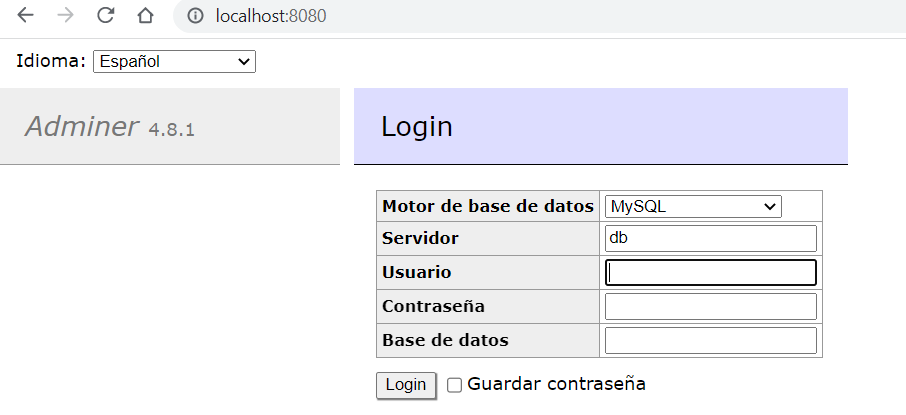 localhost:8080
Idioma: Español
Adminer 4.8.1
Login
Motor de base de datos MySQL
Servidor db
Usuario
Contraseña
Base de datos
Login Guardar contraseña